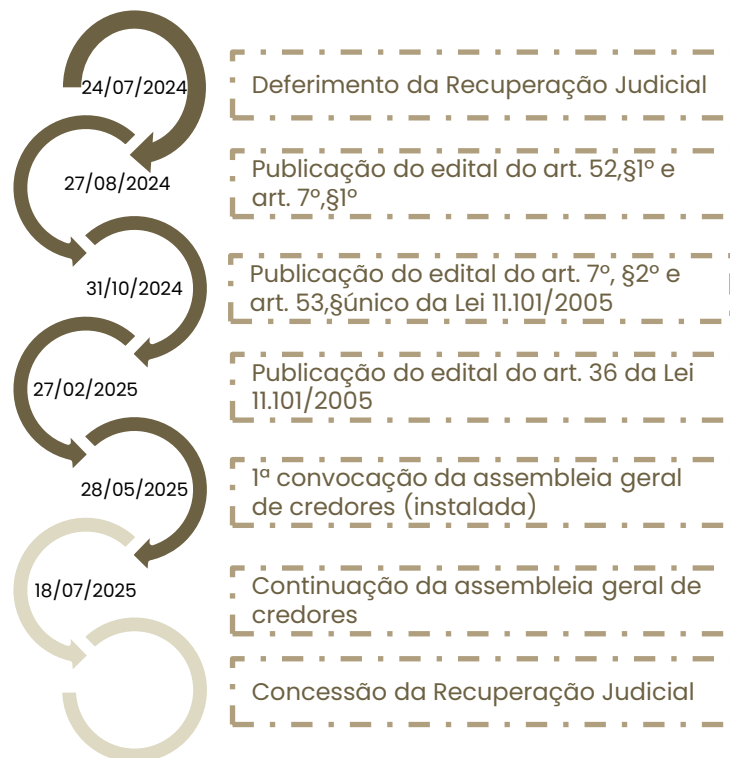 24/07/2024
Deferimento da Recuperação Judicial
27/08/2024
Publicação do edital do art. 52,§1º e
art. 7º,§1º
31/10/2024
Publicação do edital do art. 7º, §2º e
art. 53,§único da Lei 11.101/2005
27/02/2025
Publicação do edital do art. 36 da Lei
11.101/2005
28/05/2025
1ª convocação da assembleia geral
de credores (instalada)
18/07/2025
Continuação da assembleia geral de
credores
Concessão da Recuperação Judicial